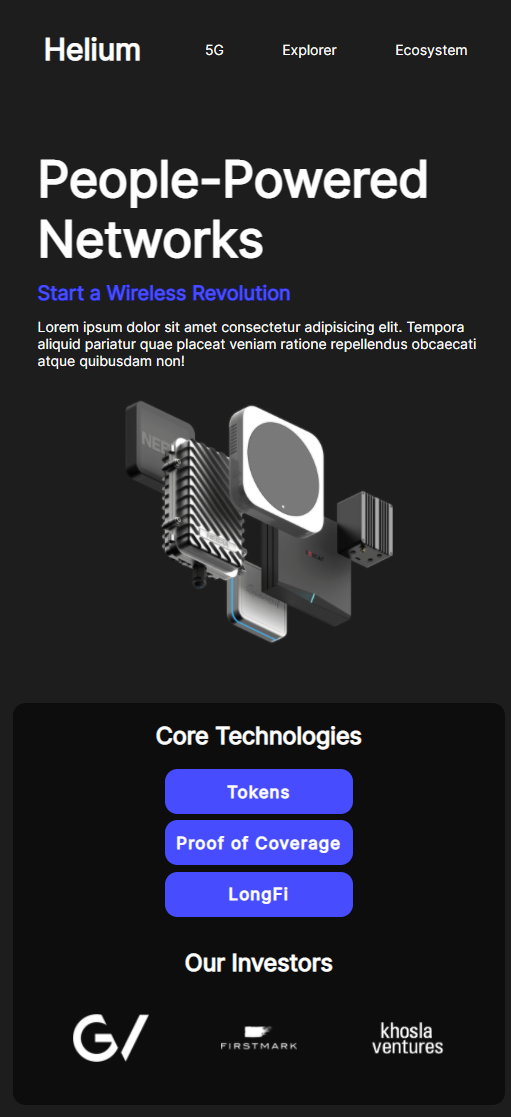 Helium
5G
Explorer
Ecosystem
People-Powered
Networks
Start a Wireless Revolution
Lorem ipsum dolor sit amet consectetur adipisicing elit. Tempora
aliquid pariatur quae placeat veniam ratione repellendus obcaecati
atque quibusdam non!
Core Technologies
Tokens
Proof of Coverage
LongFi
Our Investors
GV
FIRSTMARK
khosla
ventures